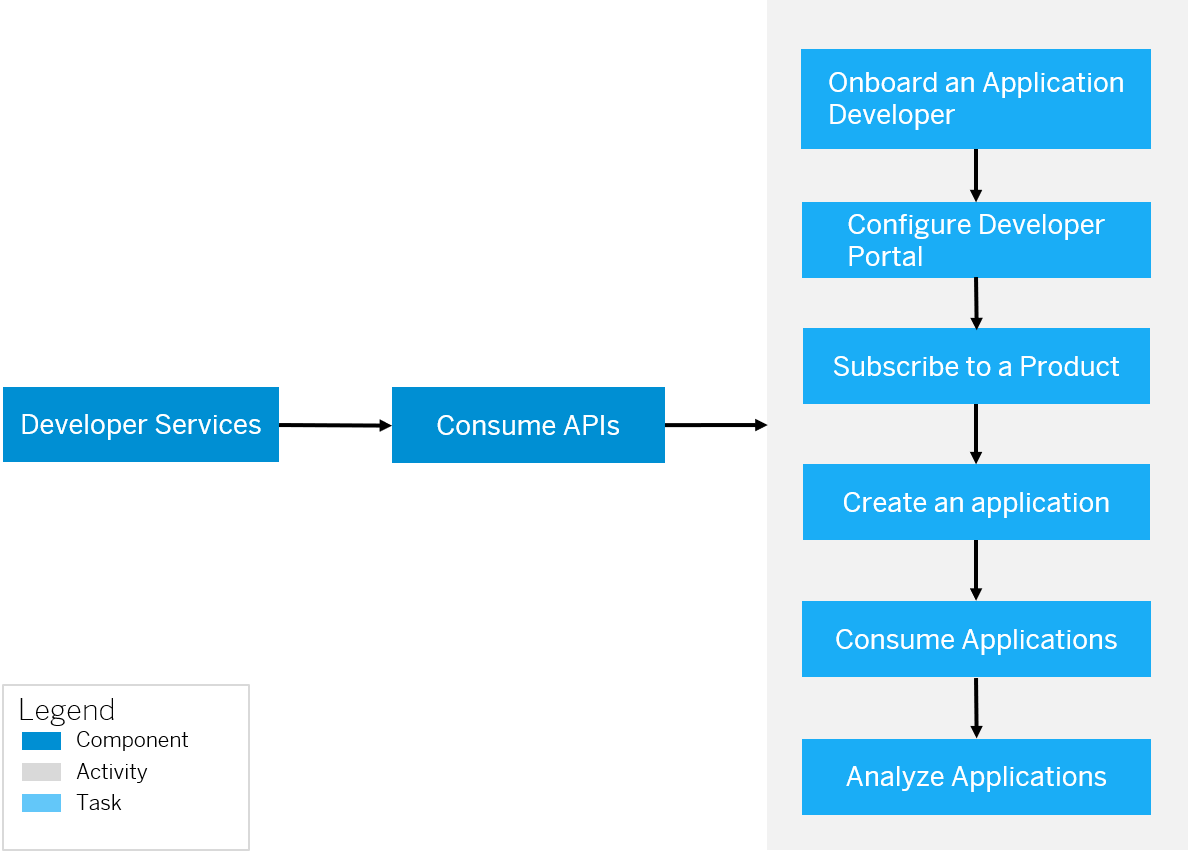 Onboard an Application
Developer
Configure Developer
Portal
Subscribe to a Product
Developer Services
Consume APIs
Create an application
Consume Applications
Analyze Applications
Legend
Component
Activity
Task